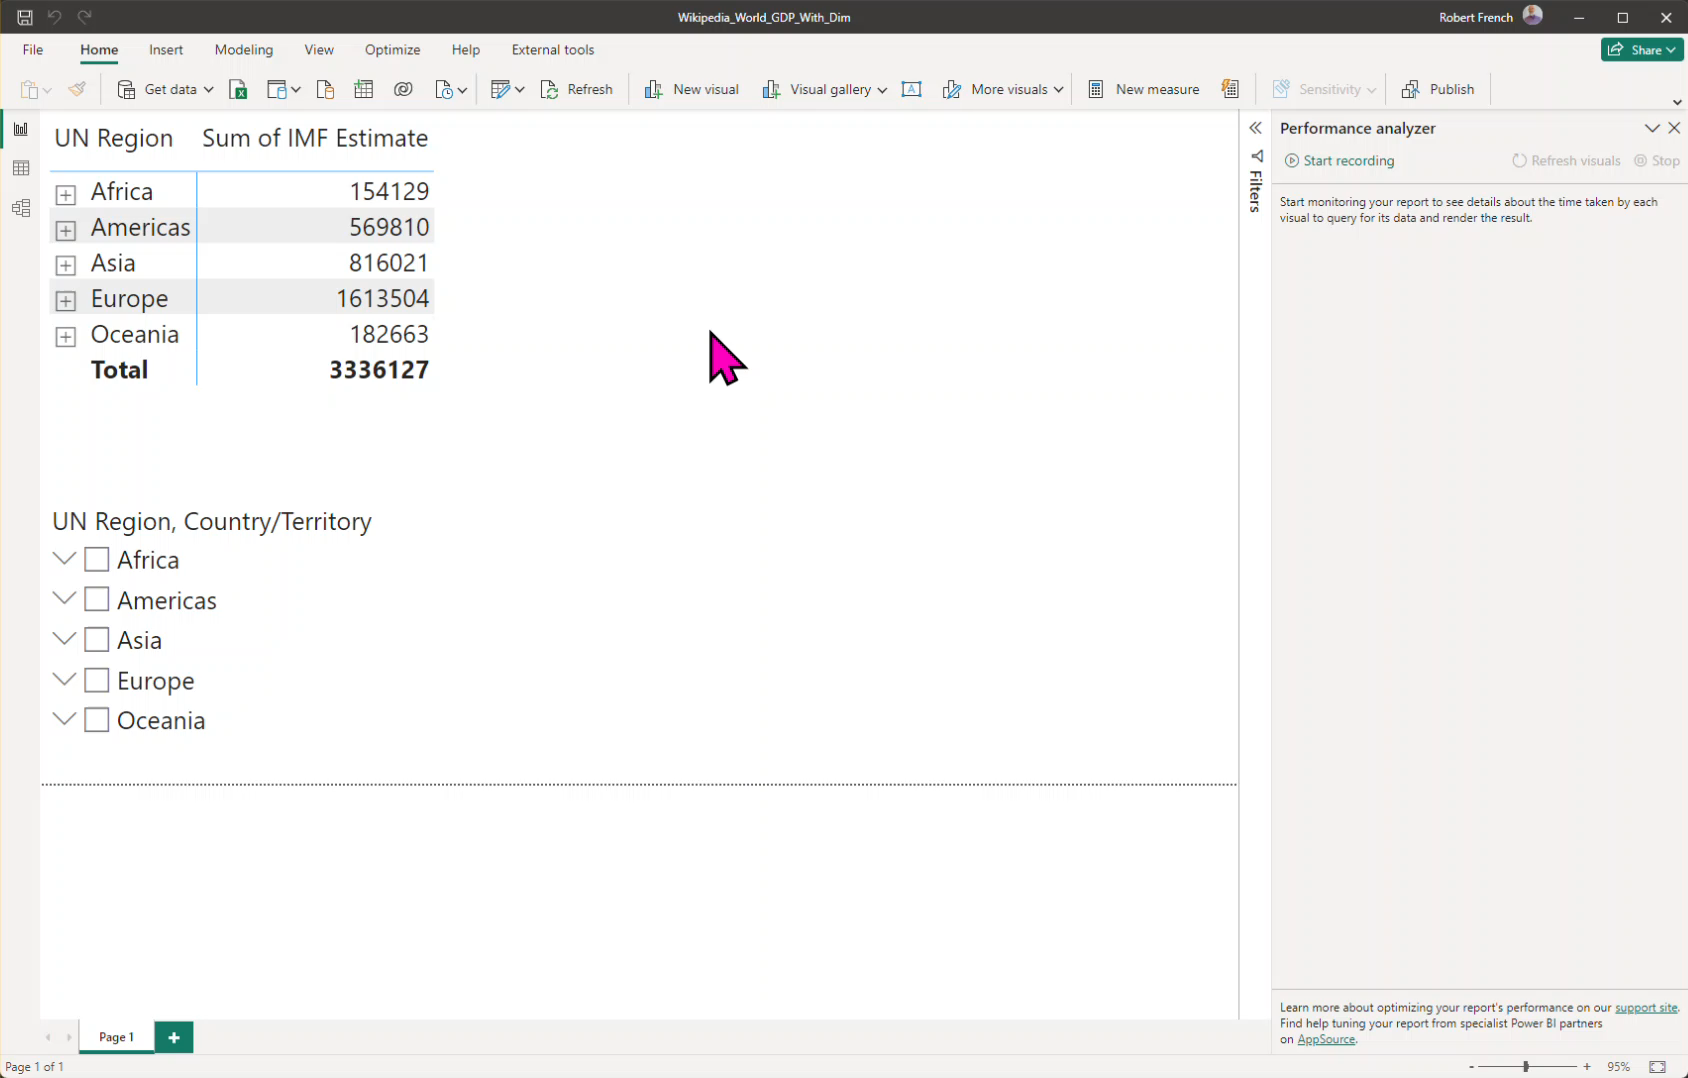 Wikipedia_World_GDP_With_Dim
Robert French
File Home Insert Modeling View Optimize Help External tools
Share
Get data Refresh New visual Visual gallery More visuals New measure Sensitivity Publish
UN Region Sum of IMF Estimate
Africa 154129
Americas 569810
Asia 816021
Europe 1613504
Oceania 182663
Total 3336127
UN Region, Country/Territory
Africa
Americas
Asia
Europe
Oceania
Filters
Performance analyzer
Start recording Refresh visuals Stop
Start monitoring your report to see details about the time taken by each
visual to query for its data and render the result.
Learn more about optimizing your report's performance on our support site.
Find help tuning your report from specialist Power BI partners
on AppSource.
Page 1 +
Page 1 of 1
- + 95%